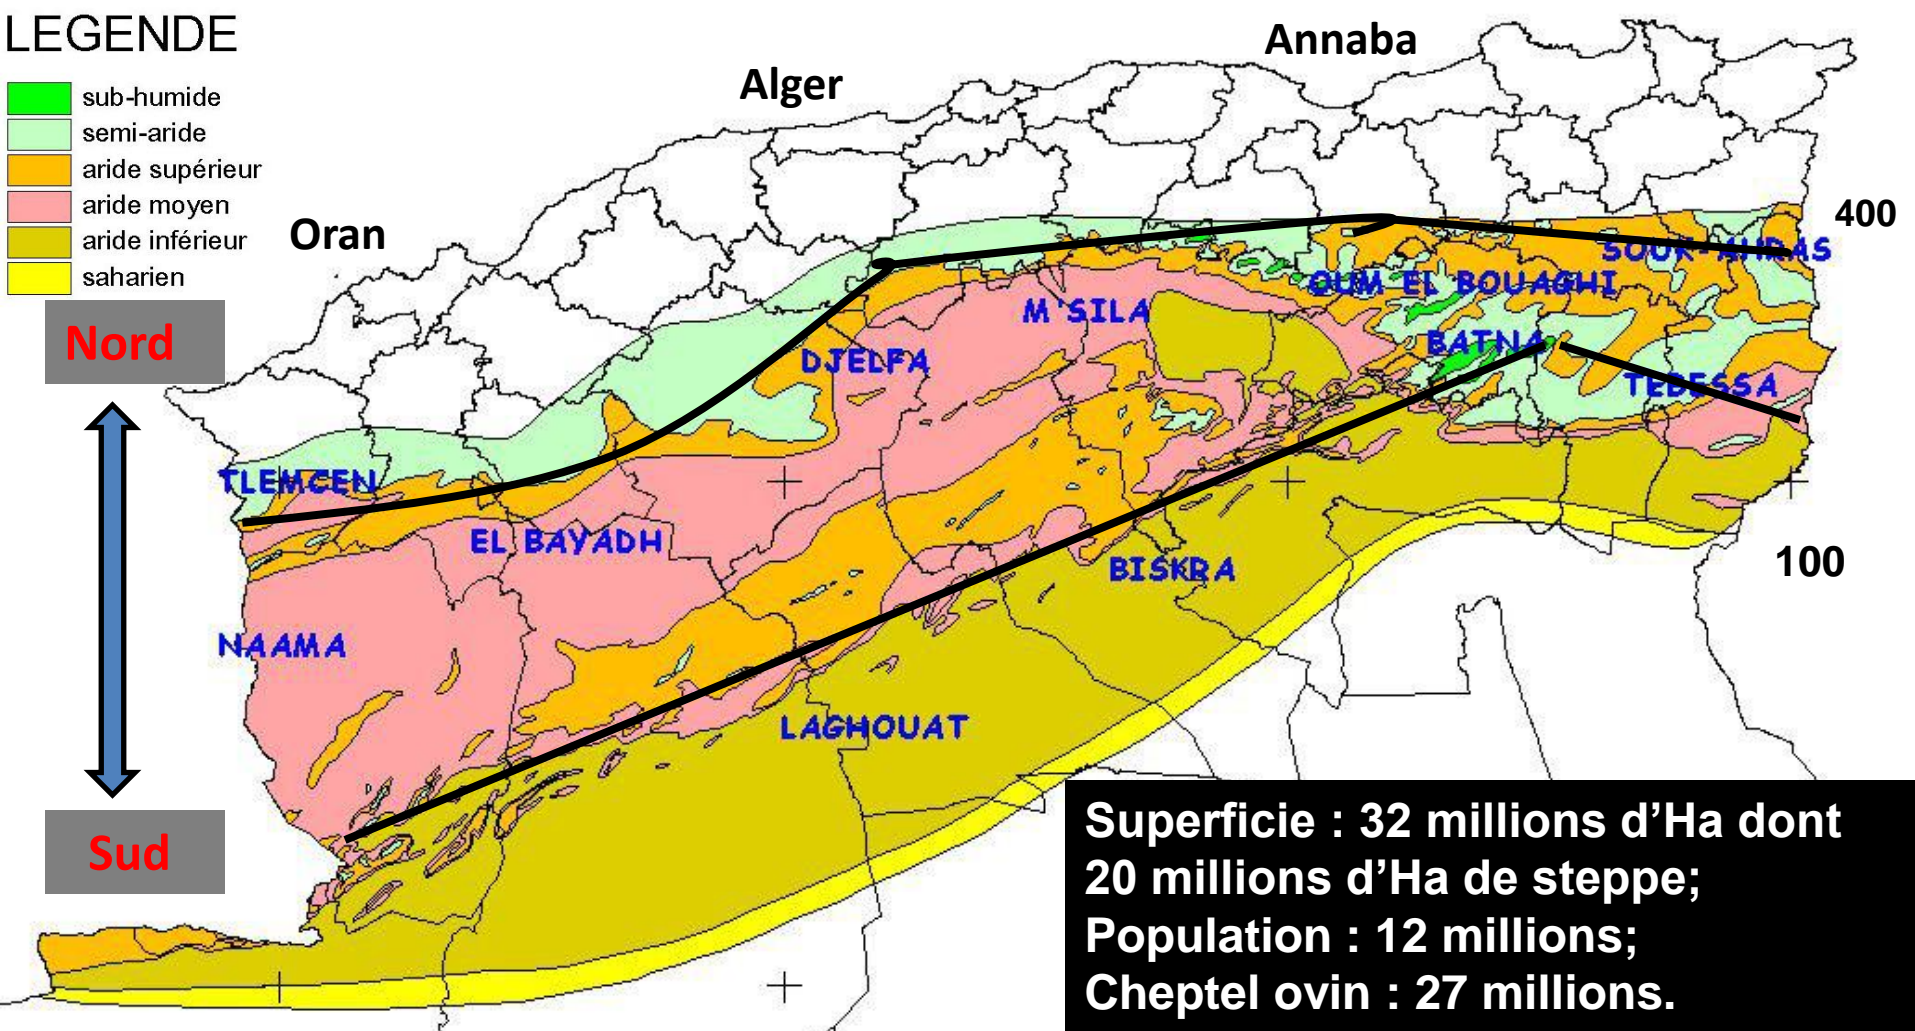 LEGENDE
sub-humide
semi-aride
aride supérieur
aride moyen
aride inférieur
saharien
Annaba
Alger
Oran
400
SOUK-AHRAS
OUM EL BOUAGHI
M'SILA
Nord
BATNA
DJELFA
TEBESSA
TLEMCEN
EL BAYADH
100
BISKRA
NAAMA
LAGHOUAT
Sud
Superficie : 32 millions d’Ha dont
20 millions d’Ha de steppe;
Population : 12 millions;
Cheptel ovin : 27 millions.